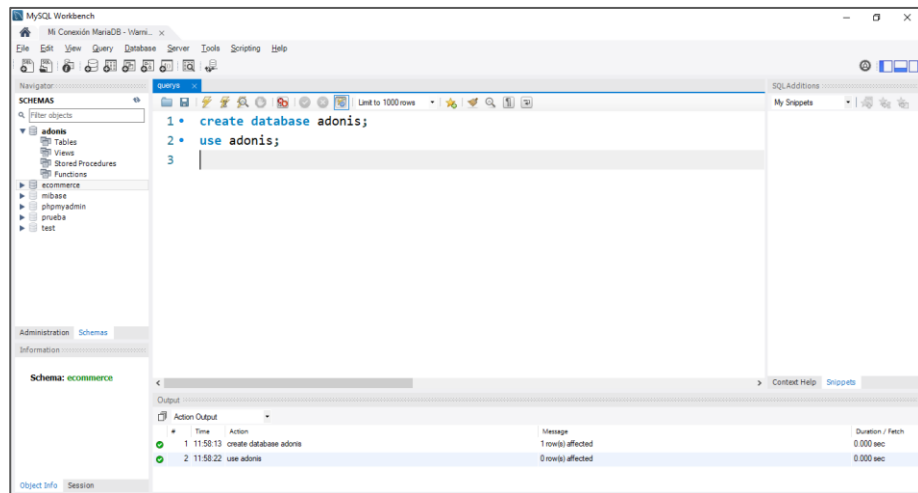 MySQL Workbench
Mi Conexión MariaDB - Warni... ×
File Edit View Query Database Server Tools Scripting Help
Navigator
SCHEMAS
Filter objects
adonis
Tables
Views
Stored Procedures
Functions
ecommerce
mibase
phpmyadmin
prueba
test
Administration Schemas
Information
Schema: ecommerce
Object Info Session
querys ×
Limit to 1000 rows
1 create database adonis;
2 use adonis;
3
Output
Action Output
# Time Action Message Duration / Fetch
1 11:58:13 create database adonis 1 row(s) affected 0.000 sec
2 11:58:22 use adonis 0 row(s) affected 0.000 sec
SQLAdditions
My Snippets
Context Help Snippets